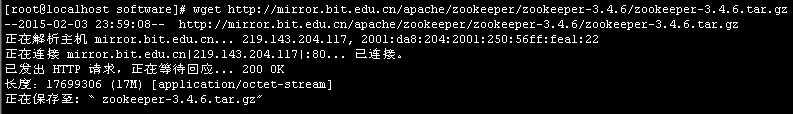 [root@localhost software]# wget http://mirror.bit.edu.cn/apache/zookeeper/zookeeper-3.4.6/zookeeper-3.4.6.tar.gz
--2015-02-03 23:59:08--  http://mirror.bit.edu.cn/apache/zookeeper/zookeeper-3.4.6/zookeeper-3.4.6.tar.gz
正在解析主机 mirror.bit.edu.cn... 219.143.204.117, 2001:da8:204:2001:250:56ff:fea1:22
正在连接 mirror.bit.edu.cn|219.143.204.117|:80... 已连接。
已发出 HTTP 请求，正在等待回应... 200 OK
长度：17699306 (17M) [application/octet-stream]
正在保存至: “ zookeeper-3.4.6.tar.gz”